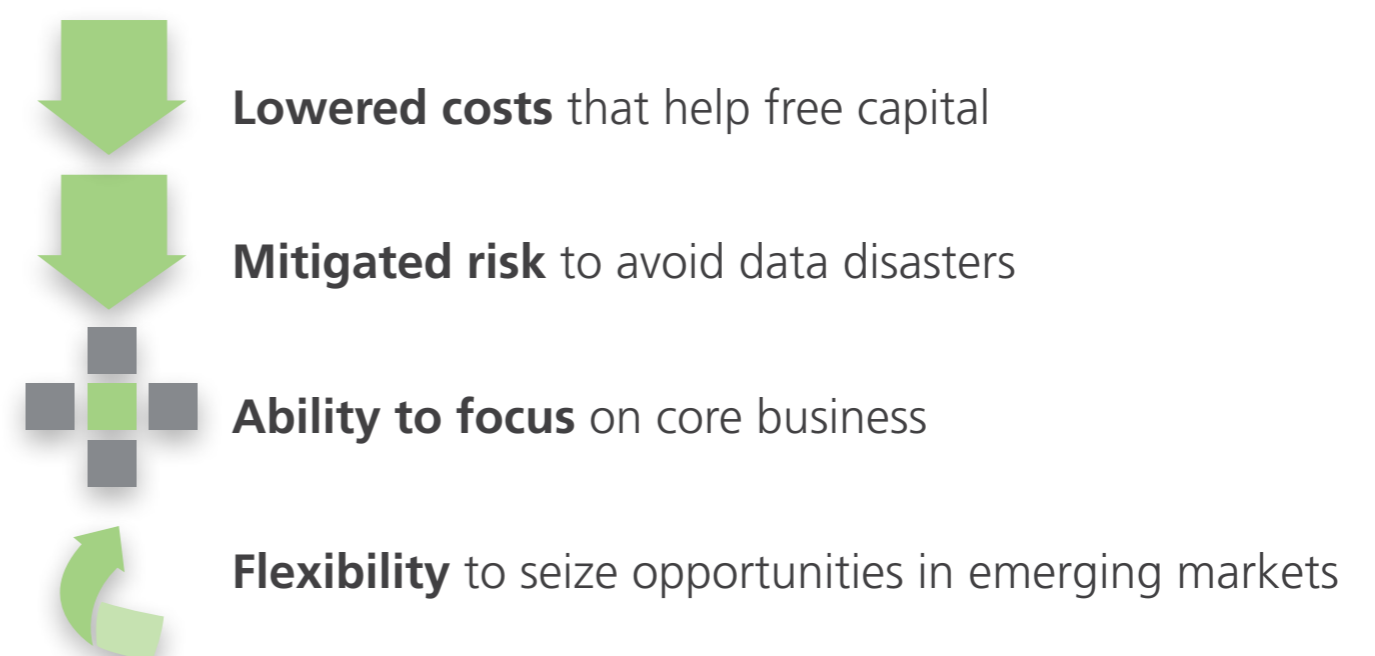 Lowered costs that help free capital
Mitigated risk to avoid data disasters
Ability to focus on core business
Flexibility to seize opportunities in emerging markets